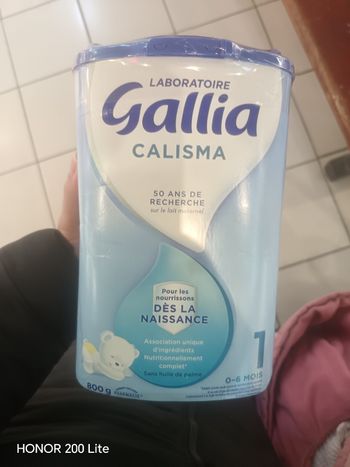 LABORATOIRE
Gallia
CALISMA
50 ANS DE
RECHERCHE
sur le lait maternel
Pour les
nourrissons
DÈS LA
NAISSANCE
Association unique
d'ingrédients
Nutritionnellement
complet*
Sans huile de palme
1
0-6 MOIS
800 g
HONOR 200 Lite